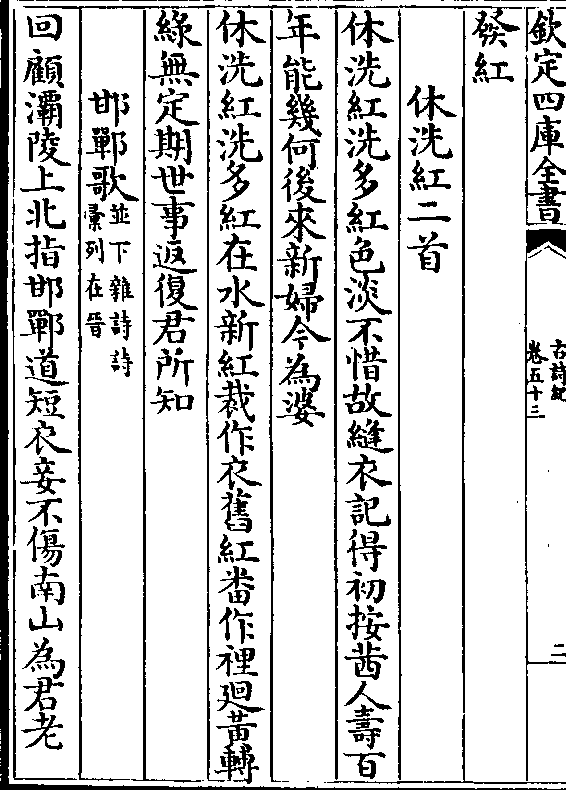 欽定四庫全書
古詩紀
卷五十三
二
發紅
休洗紅二首
休洗紅洗多紅色淡不惜故縫衣記得初按茜人壽百
年能幾何後來新婦今為婆
休洗紅洗多紅在水新紅裁作衣舊紅番作裡迴黃轉
綠無定期世事返復君所知
邯鄲歌
並下雜詩詩
彚列在晉
回顧灞陵上北指邯鄲道短衣妾不傷南山為君老